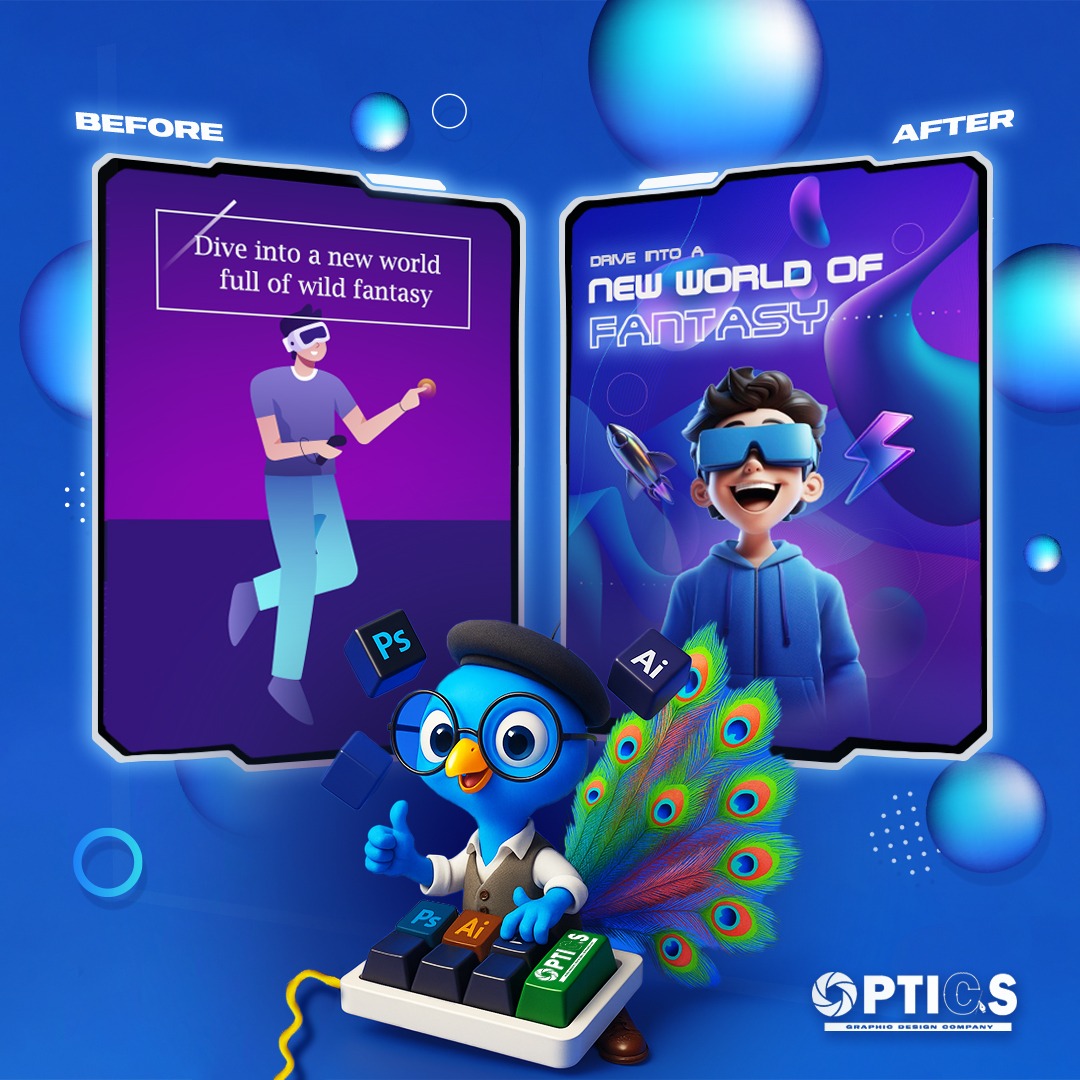 BEFORE
AFTER
Dive into a new world
full of wild fantasy
DRIVE INTO A
NEW WORLD OF
FANTASY
Ps
Ai
Ps
Ai
OPTICS
OPTICS
GRAPHIC DESIGN COMPANY